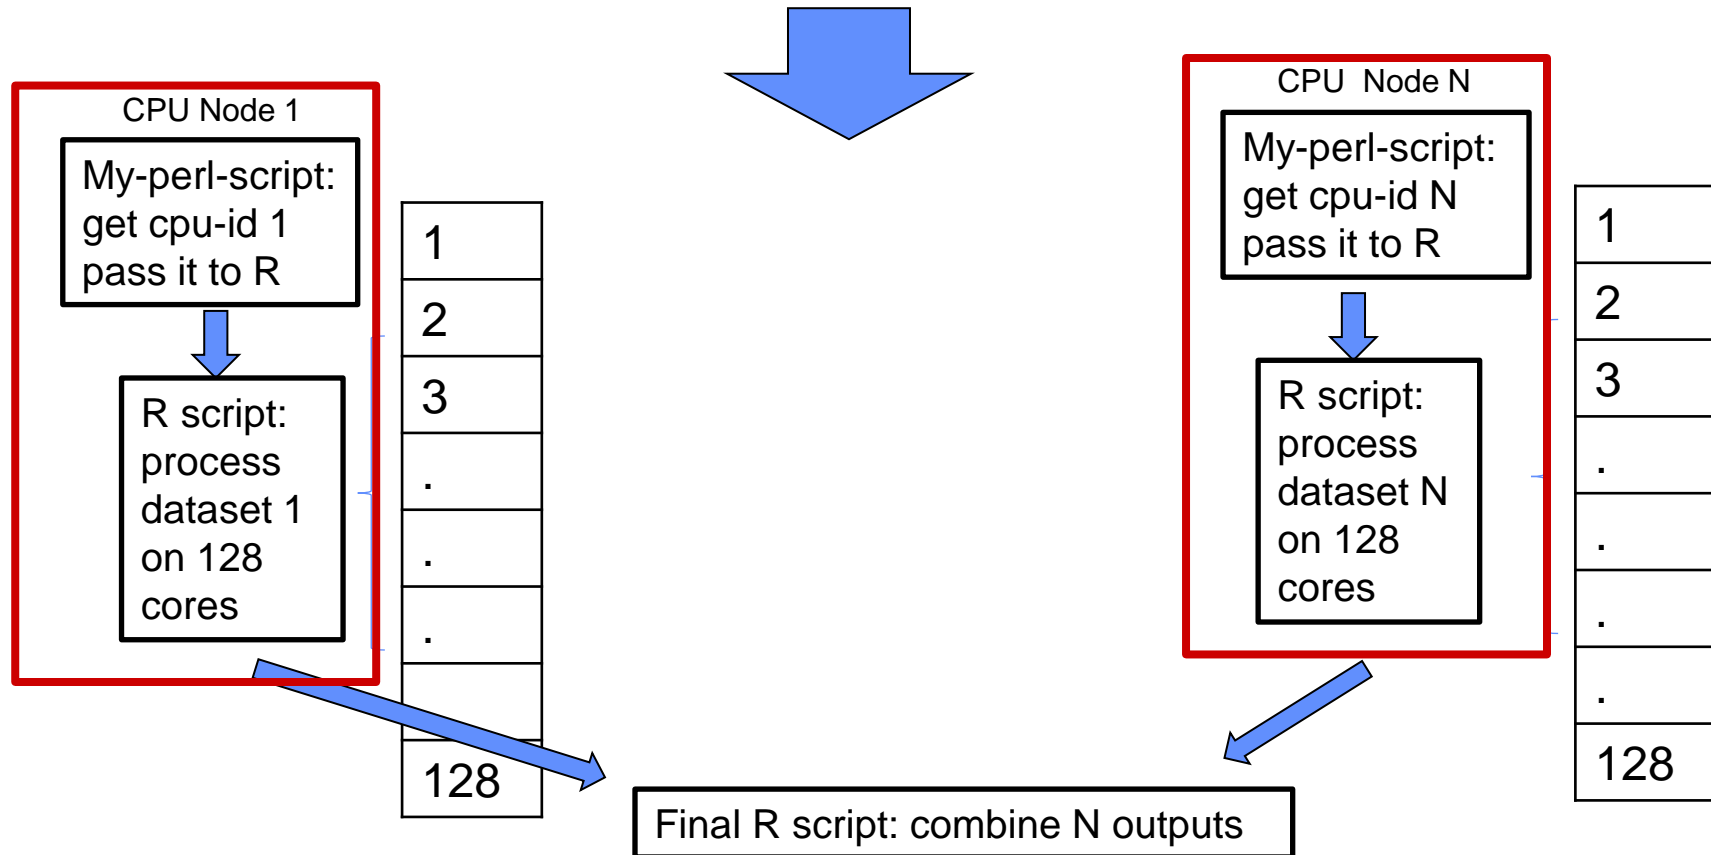 CPU Node 1
My-perl-script:
get cpu-id 1
pass it to R
R script:
process
dataset 1
on 128
cores
1
2
3
.
.
.
128
CPU Node N
My-perl-script:
get cpu-id N
pass it to R
R script:
process
dataset N
on 128
cores
1
2
3
.
.
.
.
128
Final R script: combine N outputs